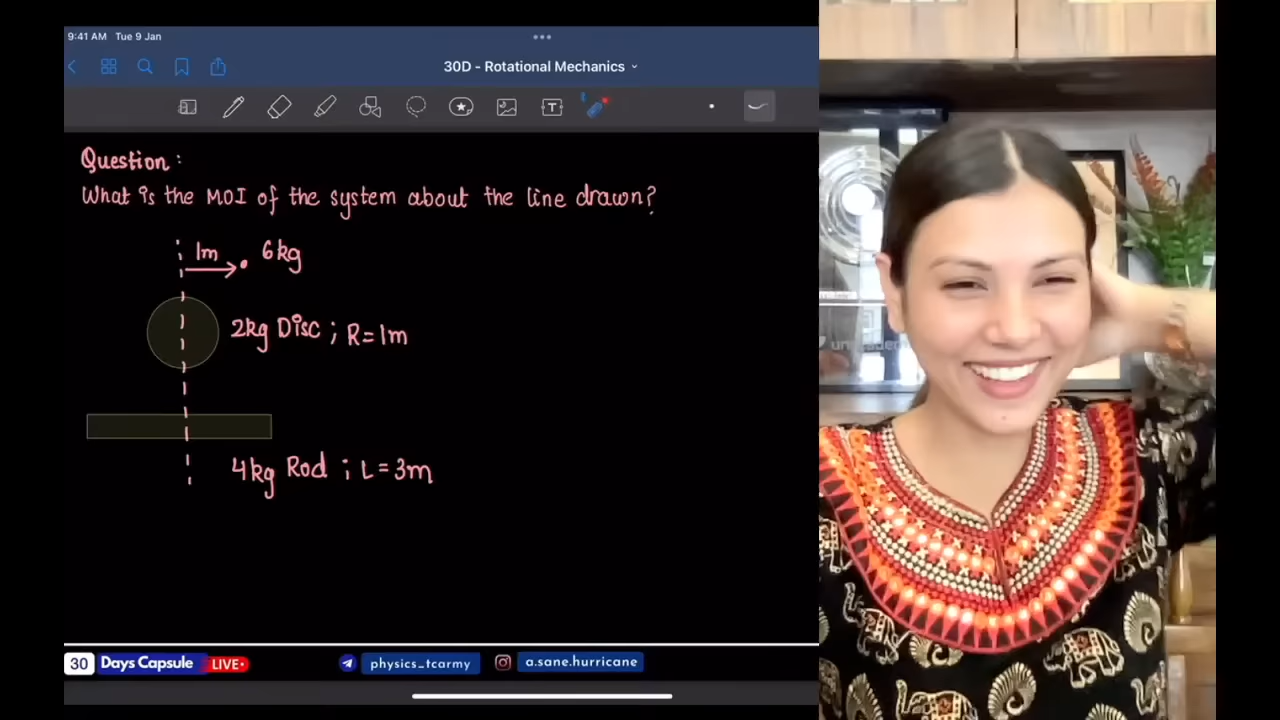 9:41 AM Tue 9 Jan
30D - Rotational Mechanics
Question:
What is the MOI of the system about the line drawn?
1m 6kg
2kg Disc ; R=1m
4kg Rod ; L=3m
30 Days Capsule LIVE
physics_tcarmy
a.sane.hurricane